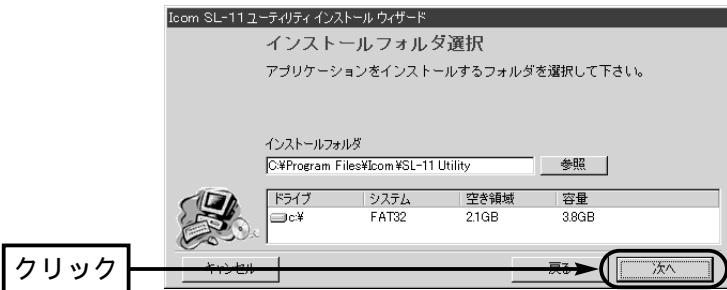 Icom SL-11ユーティリティ インストール ウィザード
インストールフォルダ選択
アプリケーションをインストールするフォルダを選択して下さい。
インストールフォルダ
C:¥Program Files¥Icom¥SL-11 Utility 参照
ドライブ システム 空き領域 容量
c:¥ FAT32 2.1GB 3.8GB
クリック キャンセル 戻る 次へ